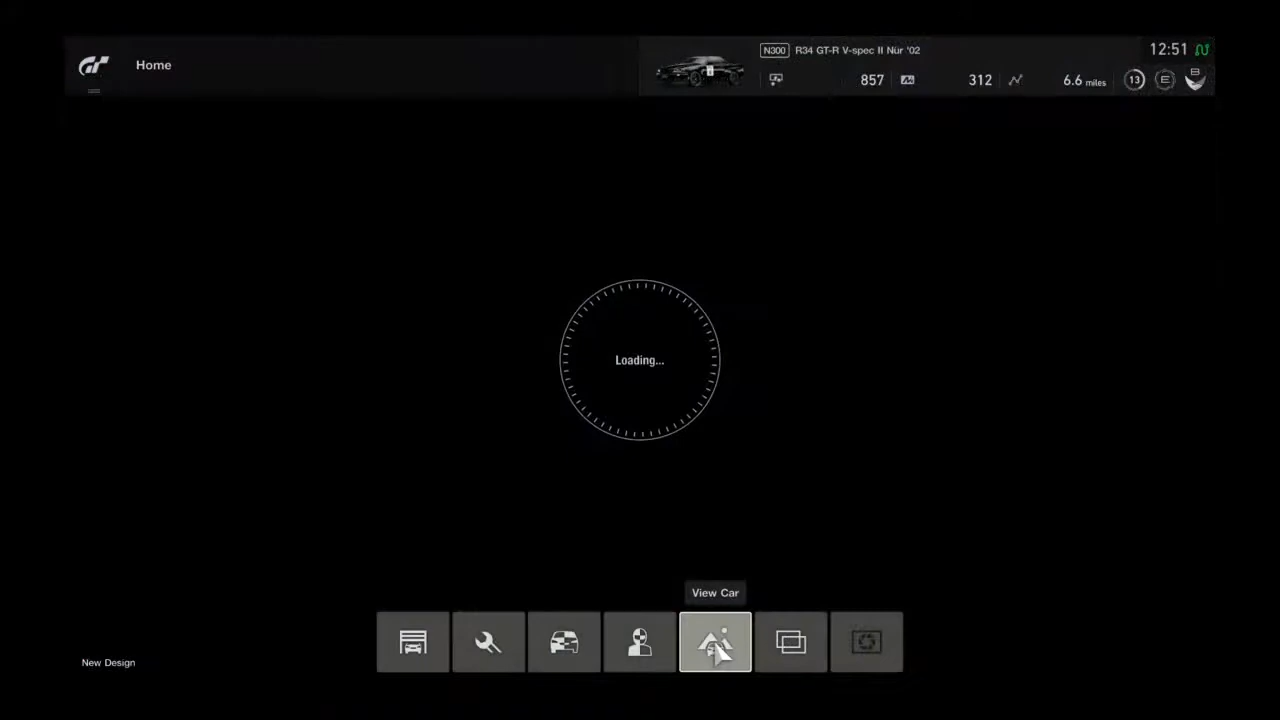 Home
N300 R34 GT-R V-spec II Nür '02
12:51
857
312
6.6 miles
13
E
B
Loading...
View Car
New Design